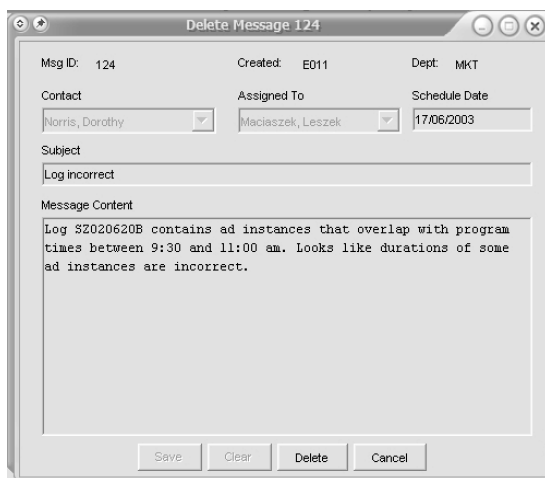 Delete Message 124
Msg ID: 124 Created: E011 Dept: MKT
Contact Assigned To Schedule Date
Norris, Dorothy Maciaszek, Leszek 17/06/2003
Subject
Log incorrect
Message Content
Log SZ020620B contains ad instances that overlap with program
times between 9:30 and 11:00 am. Looks like durations of some
ad instances are incorrect.
Save Clear Delete Cancel